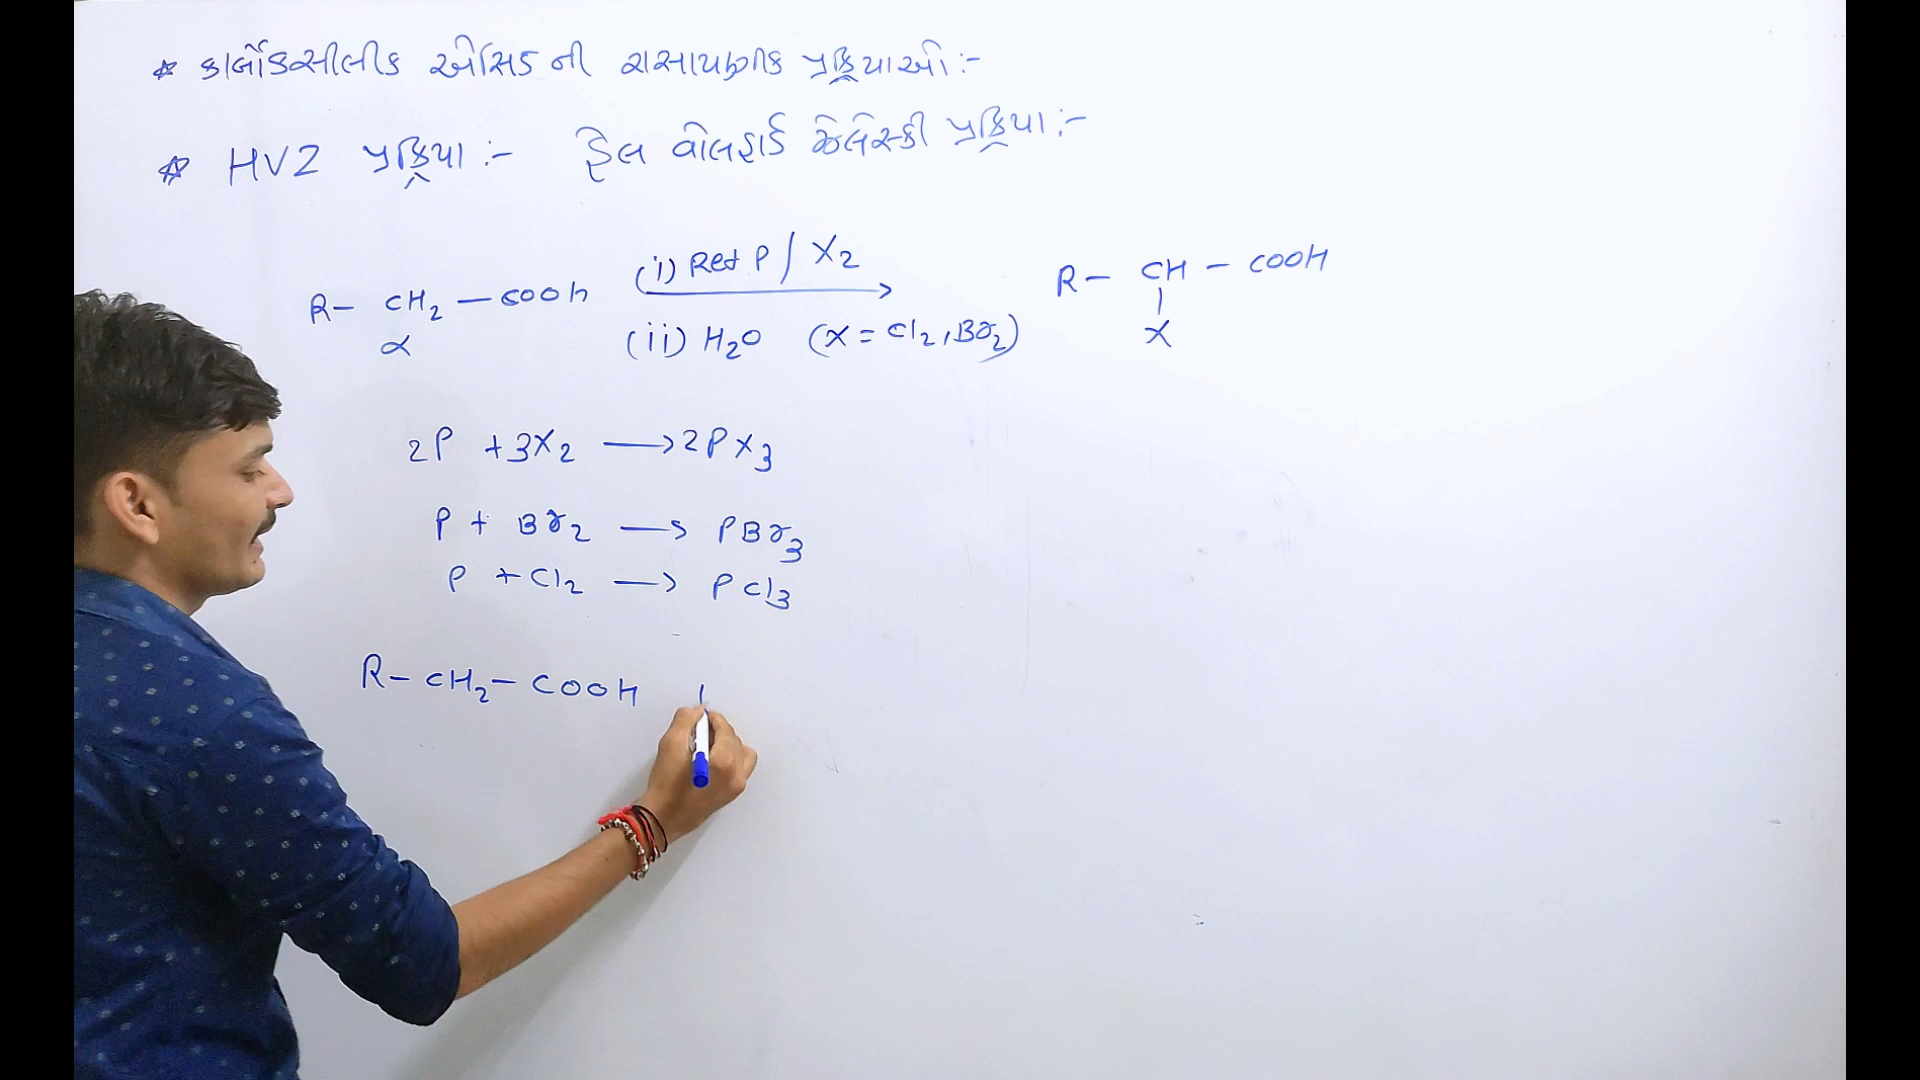 * કાર્બોક્સીલીક એસિડ ની રાસાયણીક પ્રક્રિયાઓ :-
* HVZ પ્રક્રિયા :- હેલ વોલહાર્ડ ઝેલેન્સ્કી પ્રક્રિયા :-
R- CH2 - COOH (i) Red P / X2 R - CH - COOH
α (ii) H2O (X = Cl2, Br2) X
2P + 3X2 ⟶ 2PX3
P + Br2 ⟶ PBr3
P + Cl2 ⟶ PCl3
R- CH2 - COOH